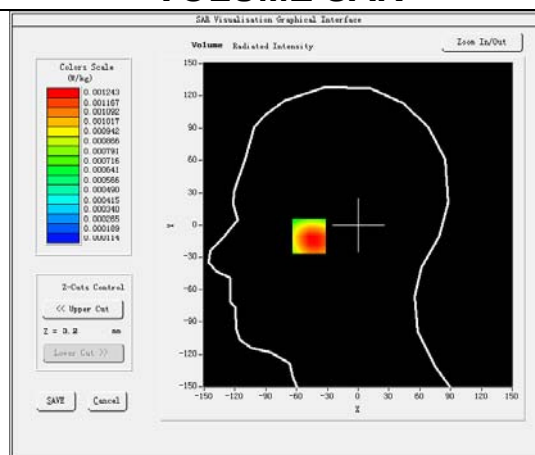 SAR Visualisation Graphical Interface
Volume Radiated Intensity
Zoom In/Out
Colors Scale
(W/kg)
0.001243
0.001167
0.001092
0.001017
0.000942
0.000866
0.000791
0.000716
0.000641
0.000566
0.000490
0.000415
0.000340
0.000265
0.000189
0.000114
150
120
90
60
30
0
-30
-60
-90
-120
-150
Y
-150 -120 -90 -60 -30 0 30 60 90 120 150
X
Z-Cuts Control
<< Upper Cut
Z = 3.2 mm
Lower Cut >>
SAVE Cancel